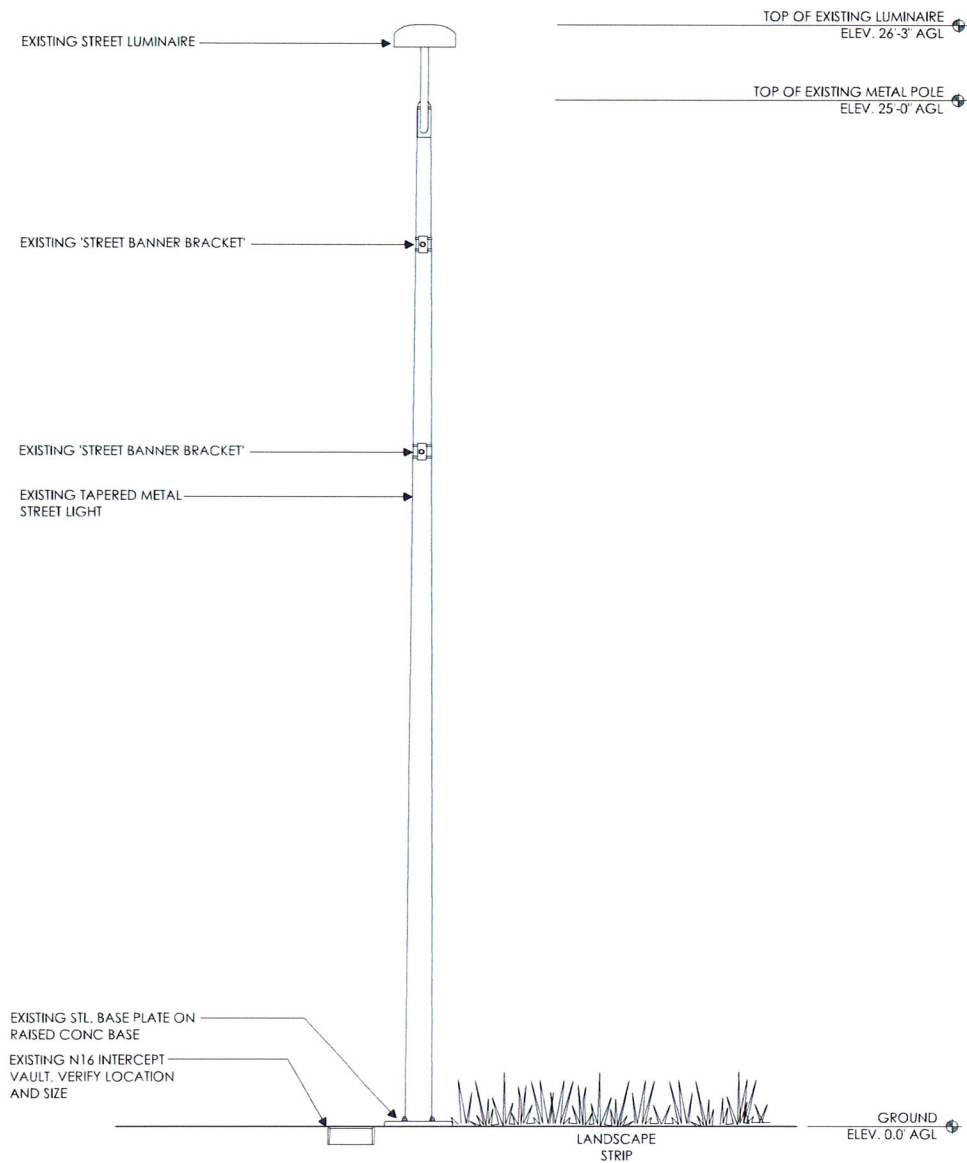 TOP OF EXISTING LUMINAIRE
ELEV. 26'-3" AGL
EXISTING STREET LUMINAIRE
TOP OF EXISTING METAL POLE
ELEV. 25'-0" AGL
EXISTING 'STREET BANNER BRACKET'
EXISTING 'STREET BANNER BRACKET'
EXISTING TAPERED METAL
STREET LIGHT
EXISTING STL. BASE PLATE ON
RAISED CONC BASE
EXISTING N16 INTERCEPT
VAULT, VERIFY LOCATION
AND SIZE
GROUND
ELEV. 0.0' AGL
LANDSCAPE
STRIP